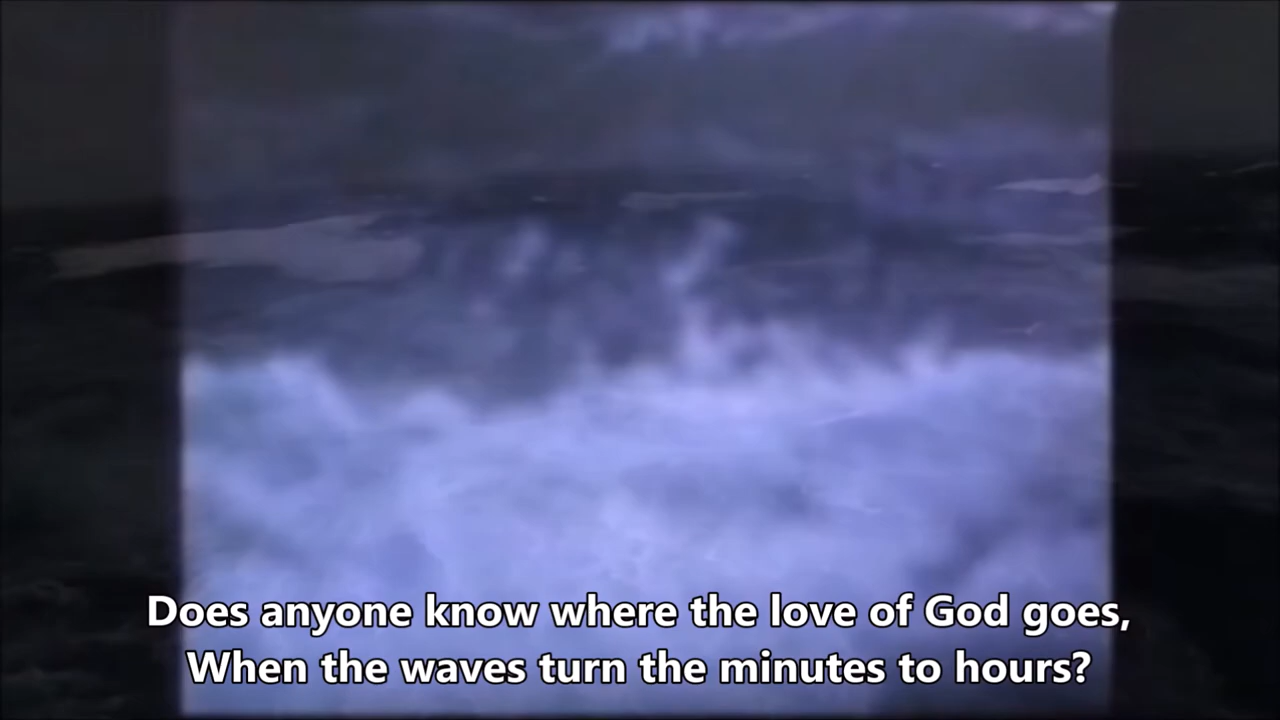 Does anyone know where the love of God goes,
When the waves turn the minutes to hours?